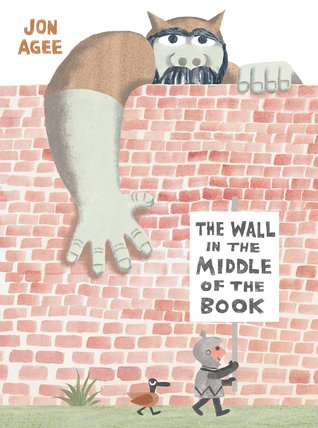 JON
AGEE
THE WALL
IN THE
MIDDLE
OF THE
BOOK